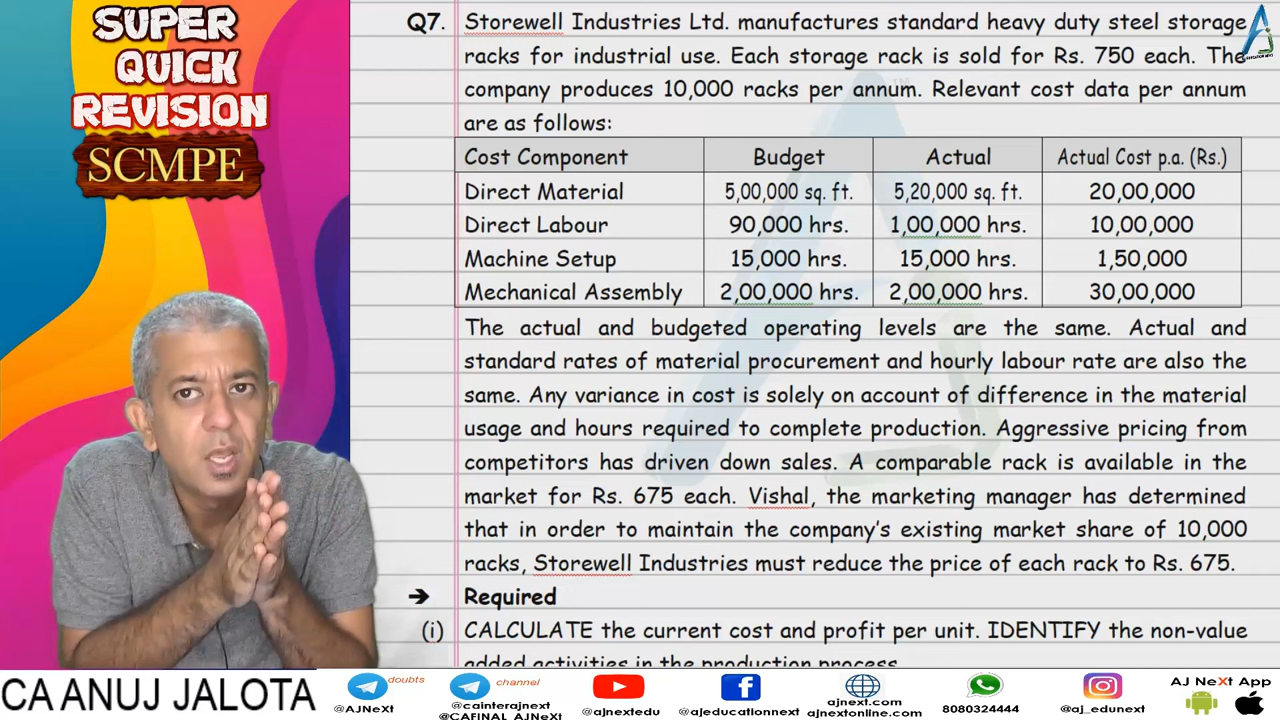 SUPER
QUICK
REVISION
SCMPE
Q7. Storewell Industries Ltd. manufactures standard heavy duty steel storage
racks for industrial use. Each storage rack is sold for Rs. 750 each. The
company produces 10,000 racks per annum. Relevant cost data per annum
are as follows:
Cost Component Budget Actual Actual Cost p.a. (Rs.)
Direct Material 5,00,000 sq. ft. 5,20,000 sq. ft. 20,00,000
Direct Labour 90,000 hrs. 1,00,000 hrs. 10,00,000
Machine Setup 15,000 hrs. 15,000 hrs. 1,50,000
Mechanical Assembly 2,00,000 hrs. 2,00,000 hrs. 30,00,000
The actual and budgeted operating levels are the same. Actual and
standard rates of material procurement and hourly labour rate are also the
same. Any variance in cost is solely on account of difference in the material
usage and hours required to complete production. Aggressive pricing from
competitors has driven down sales. A comparable rack is available in the
market for Rs. 675 each. Vishal, the marketing manager has determined
that in order to maintain the company's existing market share of 10,000
racks, Storewell Industries must reduce the price of each rack to Rs. 675.
➔ Required
(i) CALCULATE the current cost and profit per unit. IDENTIFY the non-value
added activities in the production process.
CA ANUJ JALOTA
doubts
@AJNeXt
channel
@cainterajnext
@CAFINAL_AJNeXt
@ajnextedu
@ajeducationnext
ajnext.com
ajnextonline.com
8080324444
@aj_edunext
AJ NeXt App